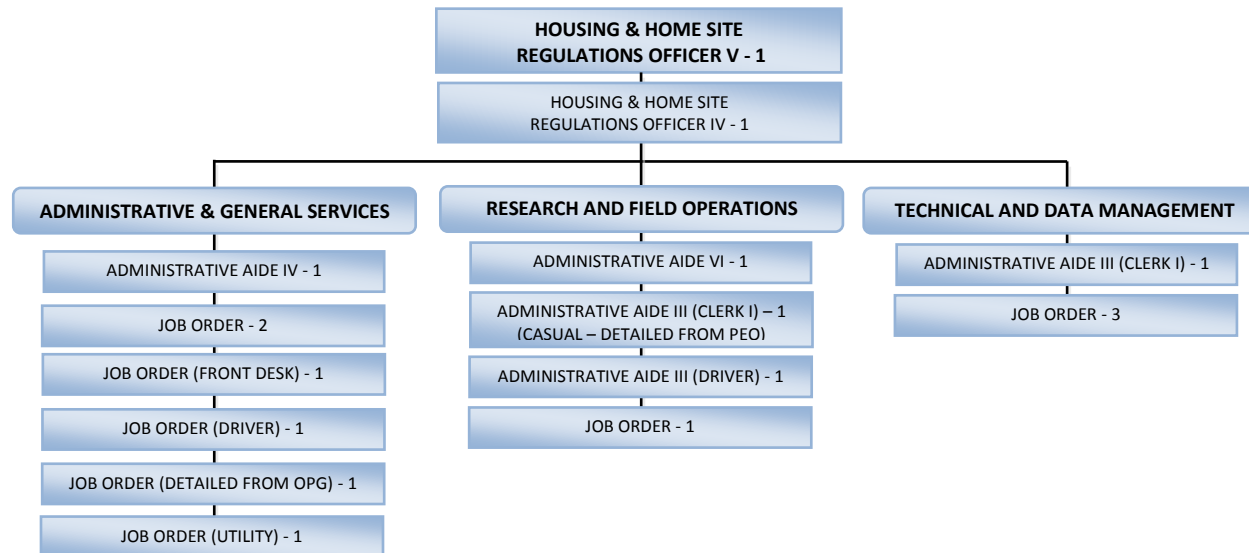 HOUSING & HOME SITE
REGULATIONS OFFICER V - 1
HOUSING & HOME SITE
REGULATIONS OFFICER IV - 1
ADMINISTRATIVE & GENERAL SERVICES
ADMINISTRATIVE AIDE IV - 1
JOB ORDER - 2
JOB ORDER (FRONT DESK) - 1
JOB ORDER (DRIVER) - 1
JOB ORDER (DETAILED FROM OPG) - 1
JOB ORDER (UTILITY) - 1
RESEARCH AND FIELD OPERATIONS
ADMINISTRATIVE AIDE VI - 1
ADMINISTRATIVE AIDE III (CLERK I) – 1
(CASUAL – DETAILED FROM PEO)
ADMINISTRATIVE AIDE III (DRIVER) - 1
JOB ORDER - 1
TECHNICAL AND DATA MANAGEMENT
ADMINISTRATIVE AIDE III (CLERK I) - 1
JOB ORDER - 3